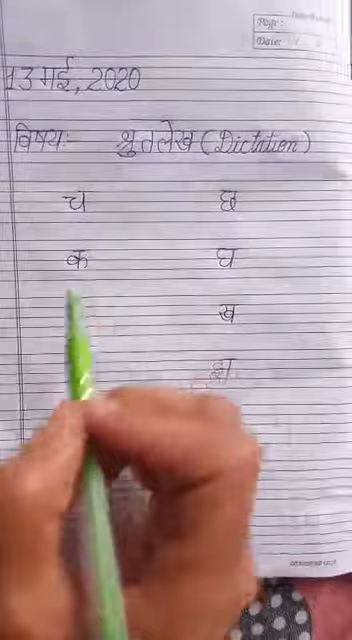 Page:
Date:
13 मई, 2020
विषय:- श्रुतलेख (Dictation)
च छ
क घ
ख
झ